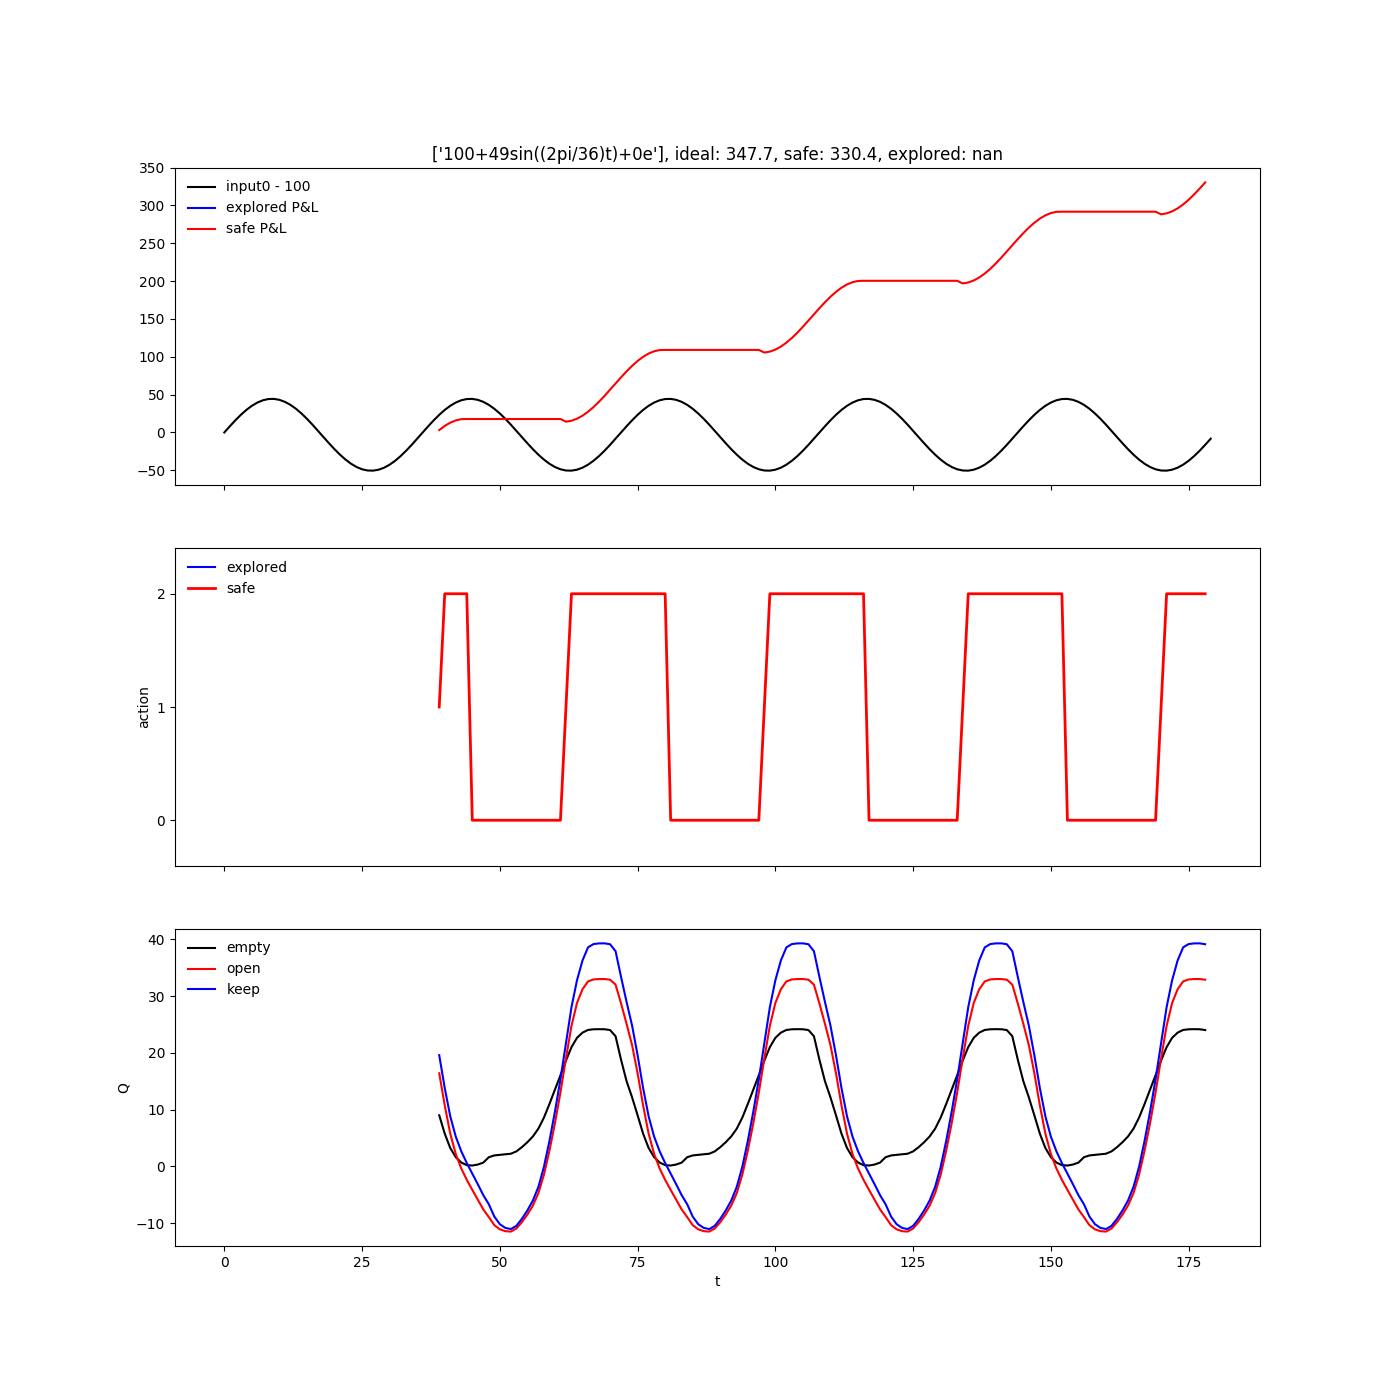 ['100+49sin((2pi/36)t)+0e'], ideal: 347.7, safe: 330.4, explored: nan
350
300
250
200
150
100
50
0
−50
input0 - 100
explored P&L
safe P&L
2
1
0
action
explored
safe
40
30
20
10
0
−10
Q
empty
open
keep
0 25 50 75 100 125 150 175
t